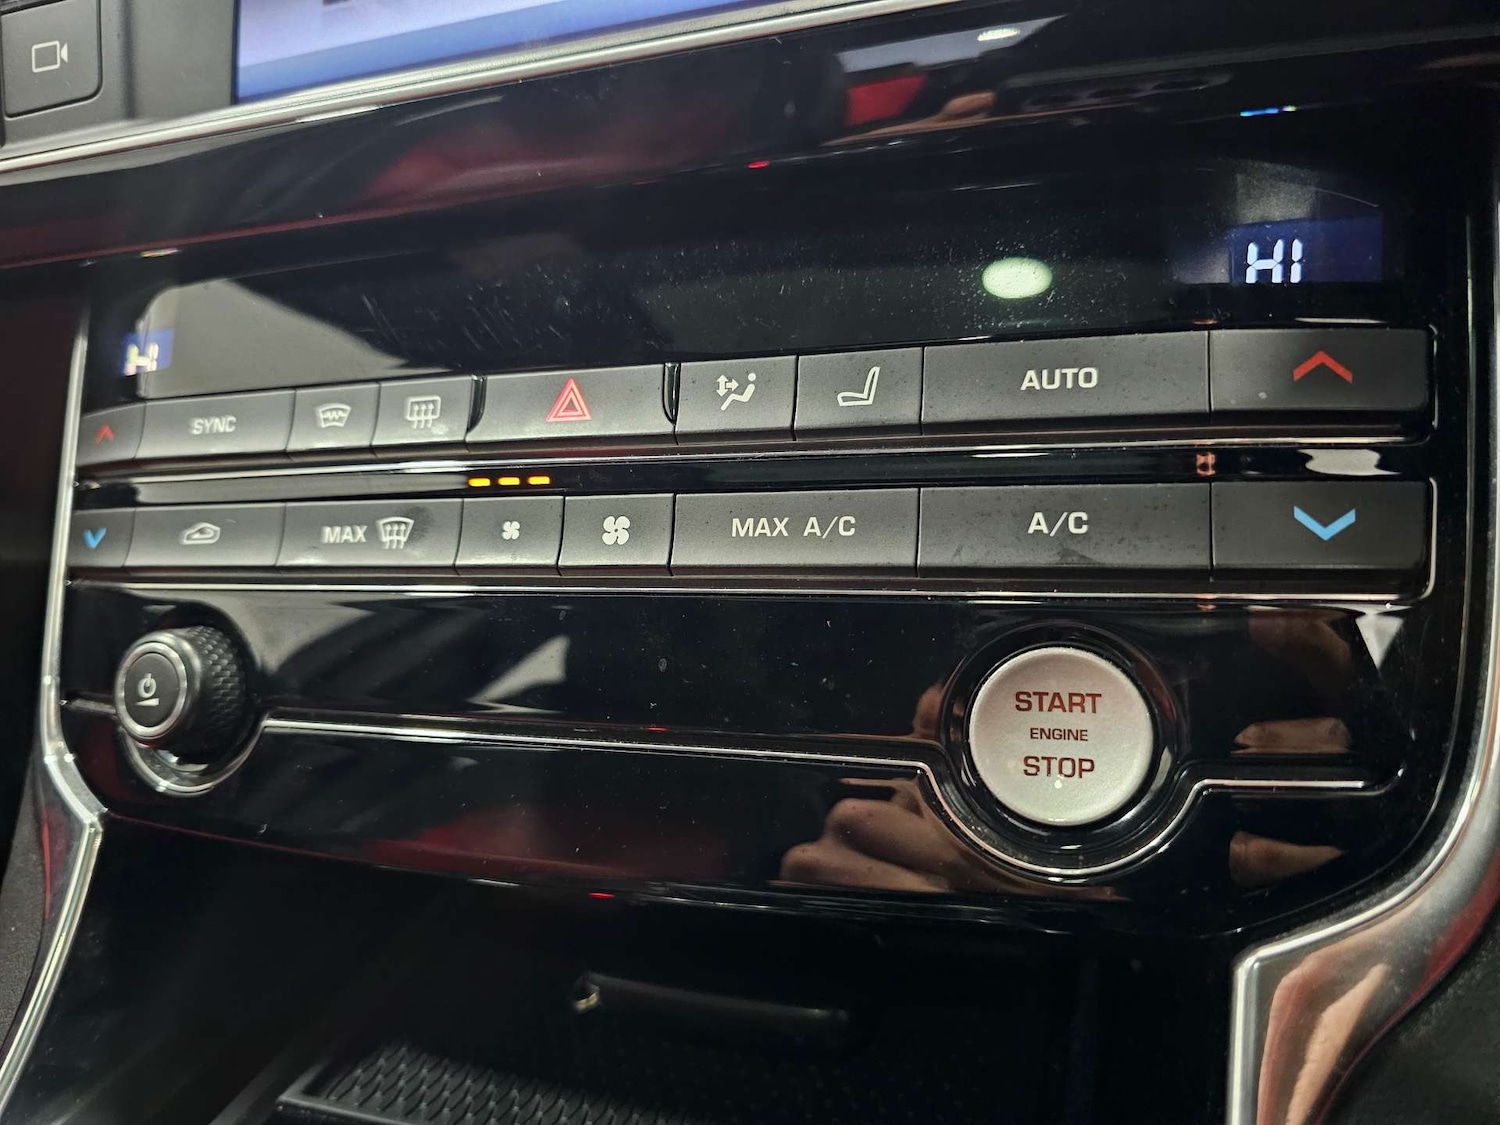 HI
HI
SYNC
AUTO
MAX
MAX A/C
A/C
START
ENGINE
STOP